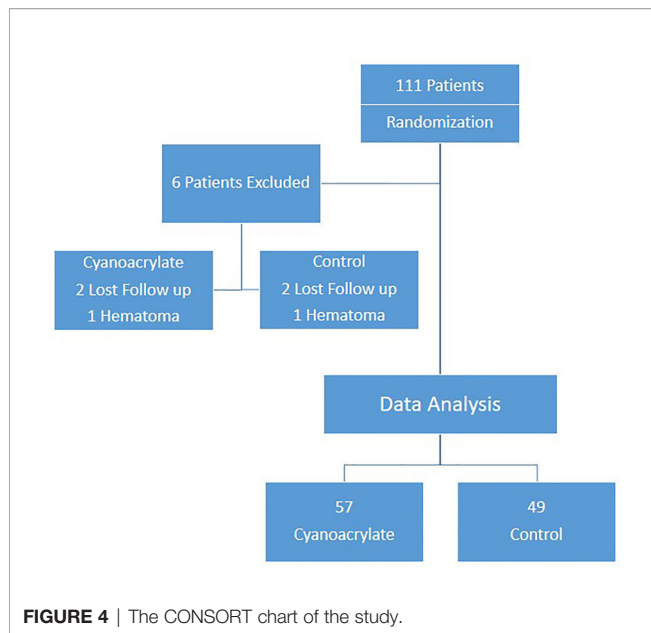 111 Patients
Randomization
6 Patients Excluded
Cyanoacrylate
2 Lost Follow up
1 Hematoma
Control
2 Lost Follow up
1 Hematoma
Data Analysis
57
Cyanoacrylate
49
Control
FIGURE 4 | The CONSORT chart of the study.